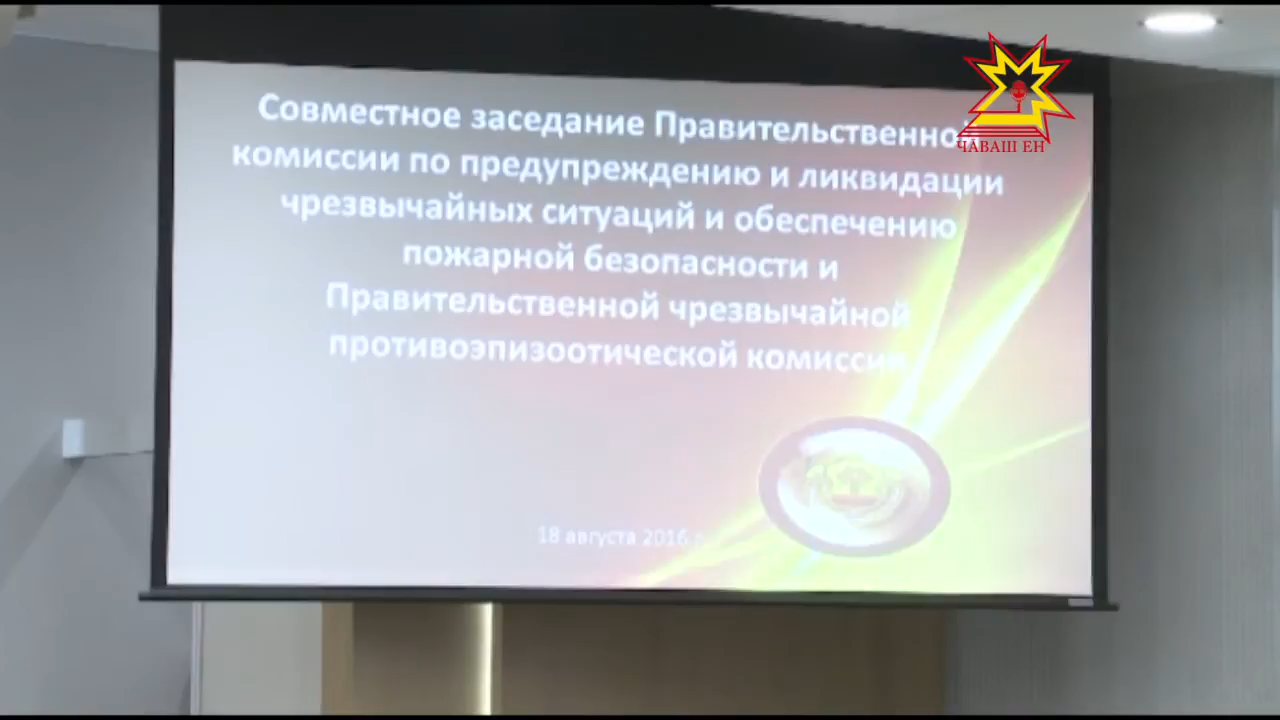 Совместное заседание Правительственной
комиссии по предупреждению и ликвидации
чрезвычайных ситуаций и обеспечению
пожарной безопасности и
Правительственной чрезвычайной
противоэпизоотической комиссии
18 августа 2016 г.
ЧӐВАШ ЕН